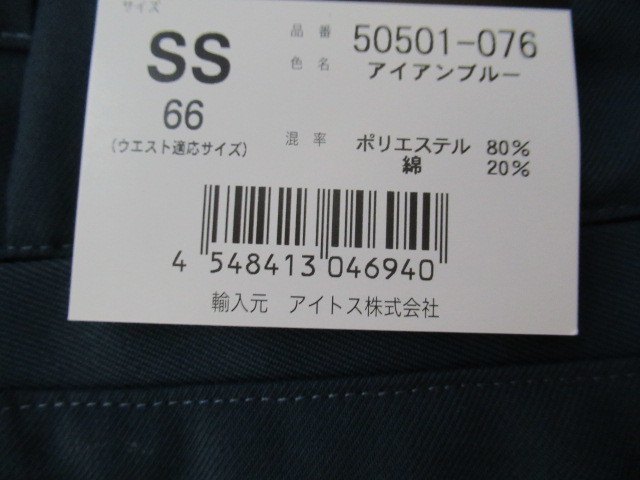 サイズ
SS
66
(ウエスト適応サイズ)
品番 50501-076
色名 アイアンブルー
混率 ポリエステル 80%
綿 20%
4 548413 046940
輸入元 アイトス株式会社